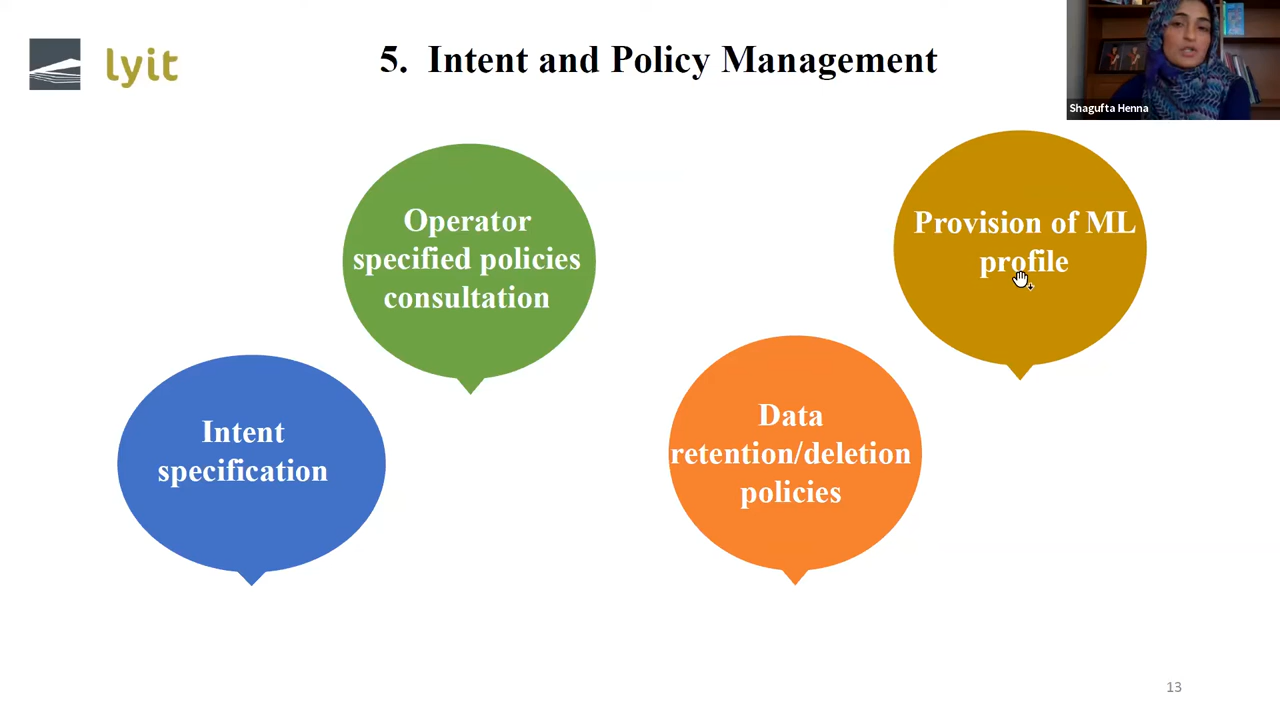 lyit
5. Intent and Policy Management
Shagufta Henna
Operator
specified policies
consultation
Provision of ML
profile
Intent
specification
Data
retention/deletion
policies
13